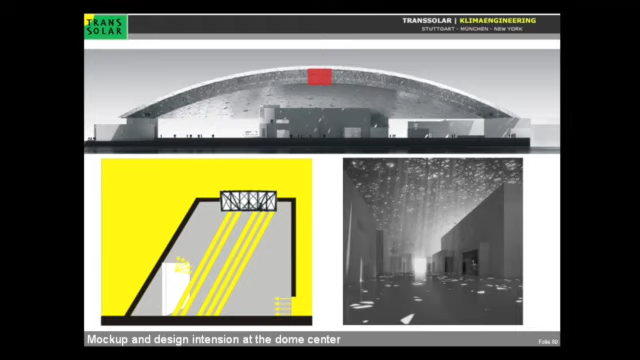 TRANS
SOLAR
TRANSSOLAR | KLIMAENGINEERING
STUTTGART - MÜNCHEN - NEW YORK
Mockup and design intension at the dome center